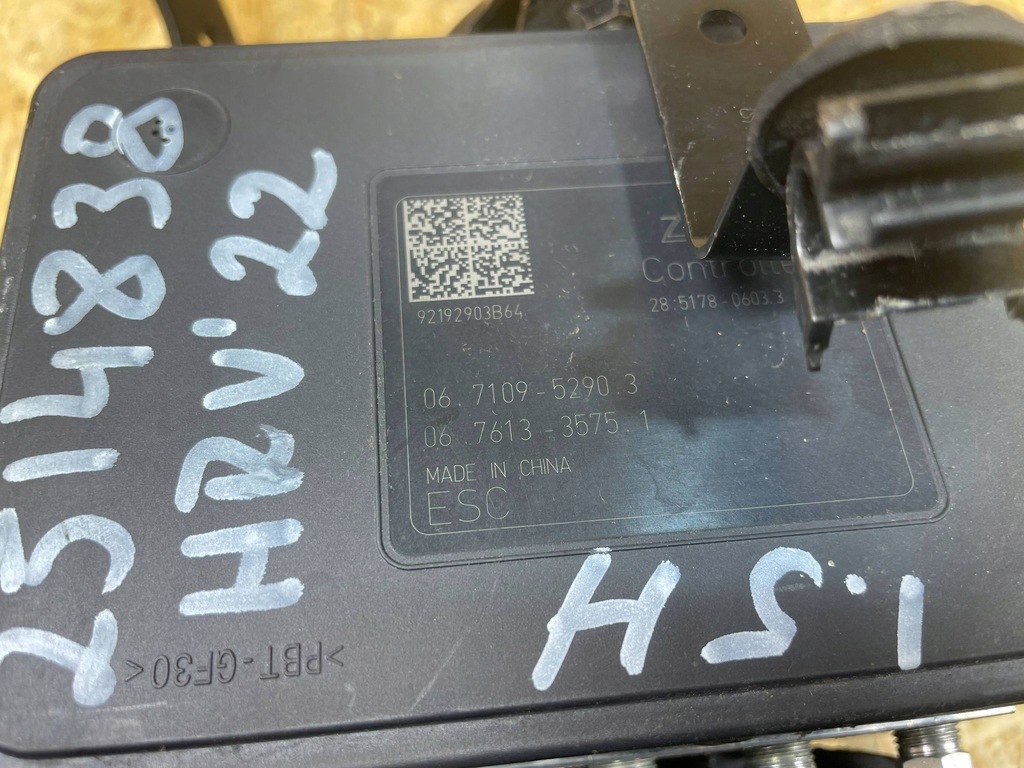 2514838
HRV' 22
92192903B64
28.5178-0603.3
06.7109-5290.3
06.7613-3575.1
MADE IN CHINA
ESC
1.5H
>PBT-GF30<